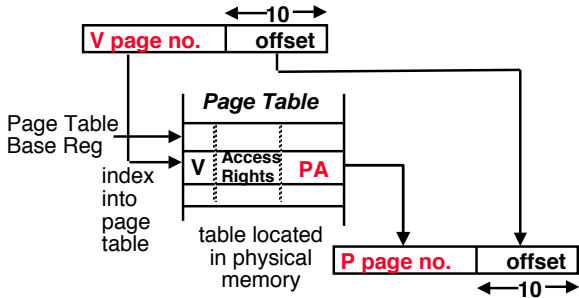 10
V page no. offset
Page Table
Page Table
Base Reg
V Access
Rights PA
index
into
page
table
table located
in physical
memory
P page no. offset
10